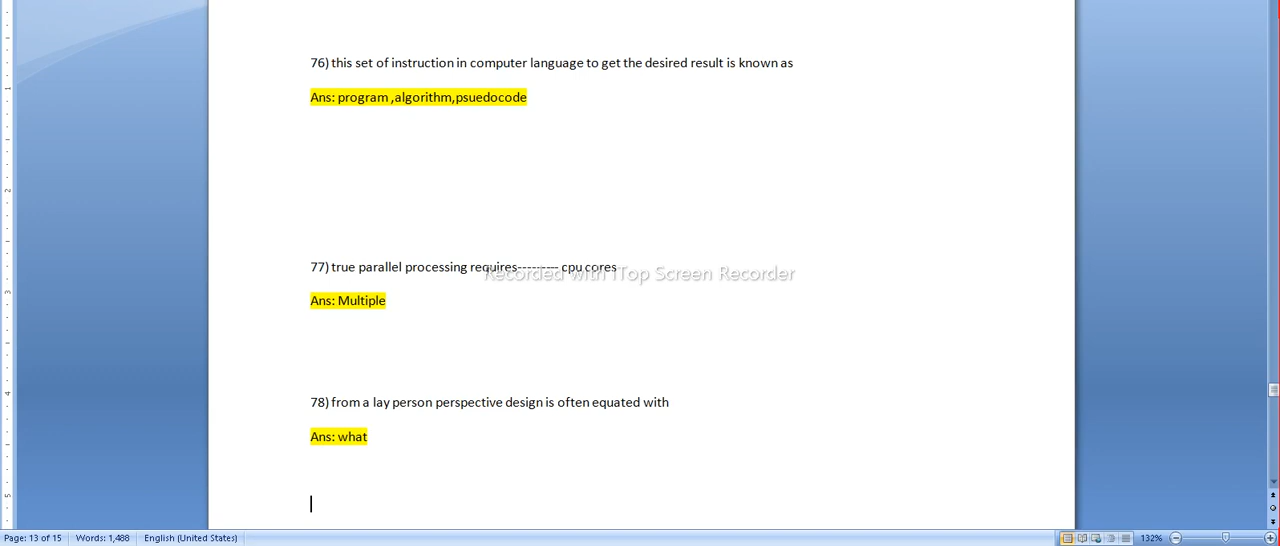 76) this set of instruction in computer language to get the desired result is known as
Ans: program ,algorithm,psuedocode
77) true parallel processing requires--------- cpu cores
Recorded with iTop Screen Recorder
Ans: Multiple
78) from a lay person perspective design is often equated with
Ans: what
Page: 13 of 15 Words: 1,488 English (United States) 132%